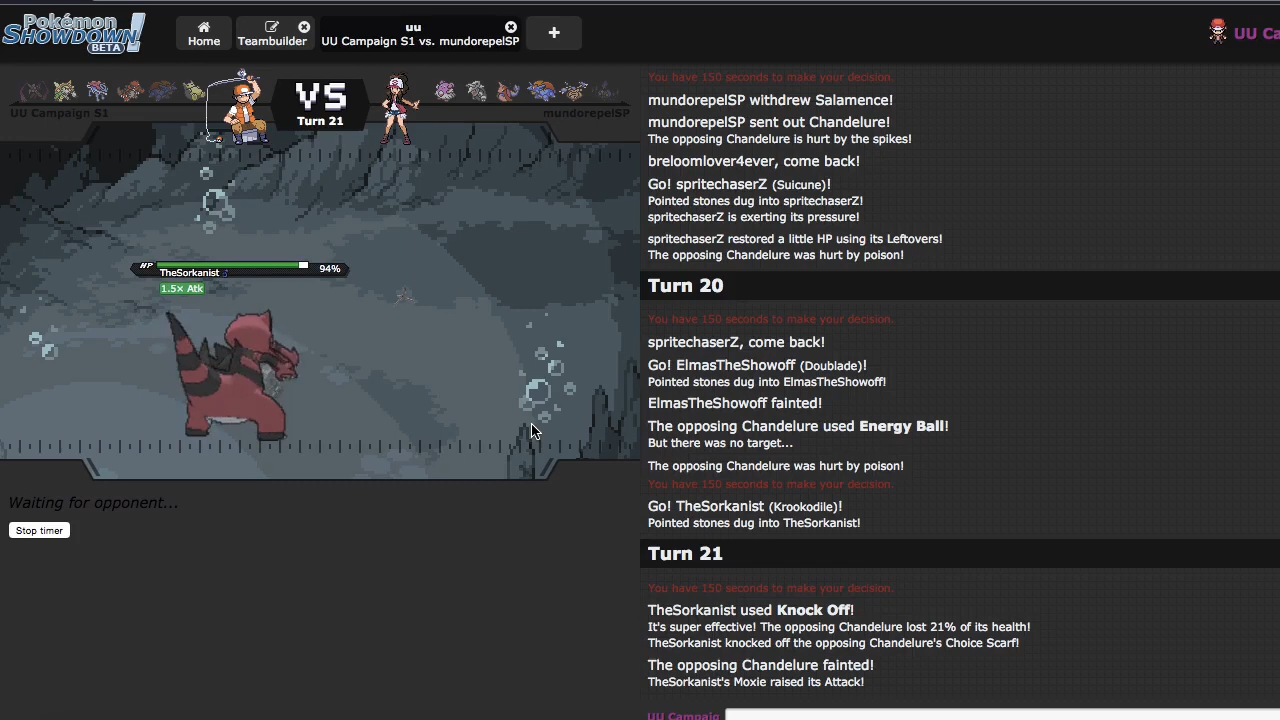 Pokémon
SHOWDOWN!
BETA
Home
Teambuilder
uu
UU Campaign S1 vs. mundorepelSP
+
UU Ca
UU Campaign S1
VS
Turn 21
mundorepelSP
HP
94%
TheSorkanist ♂
1.5× Atk
Waiting for opponent...
Stop timer
You have 150 seconds to make your decision.
mundorepelSP withdrew Salamence!
mundorepelSP sent out Chandelure!
The opposing Chandelure is hurt by the spikes!
breloomlover4ever, come back!
Go! spritechaserZ (Suicune)!
Pointed stones dug into spritechaserZ!
spritechaserZ is exerting its pressure!
spritechaserZ restored a little HP using its Leftovers!
The opposing Chandelure was hurt by poison!
Turn 20
You have 150 seconds to make your decision.
spritechaserZ, come back!
Go! ElmasTheShowoff (Doublade)!
Pointed stones dug into ElmasTheShowoff!
ElmasTheShowoff fainted!
The opposing Chandelure used Energy Ball!
But there was no target...
The opposing Chandelure was hurt by poison!
You have 150 seconds to make your decision.
Go! TheSorkanist (Krookodile)!
Pointed stones dug into TheSorkanist!
Turn 21
You have 150 seconds to make your decision.
TheSorkanist used Knock Off!
It's super effective! The opposing Chandelure lost 21% of its health!
TheSorkanist knocked off the opposing Chandelure's Choice Scarf!
The opposing Chandelure fainted!
TheSorkanist's Moxie raised its Attack!
UU Campaig